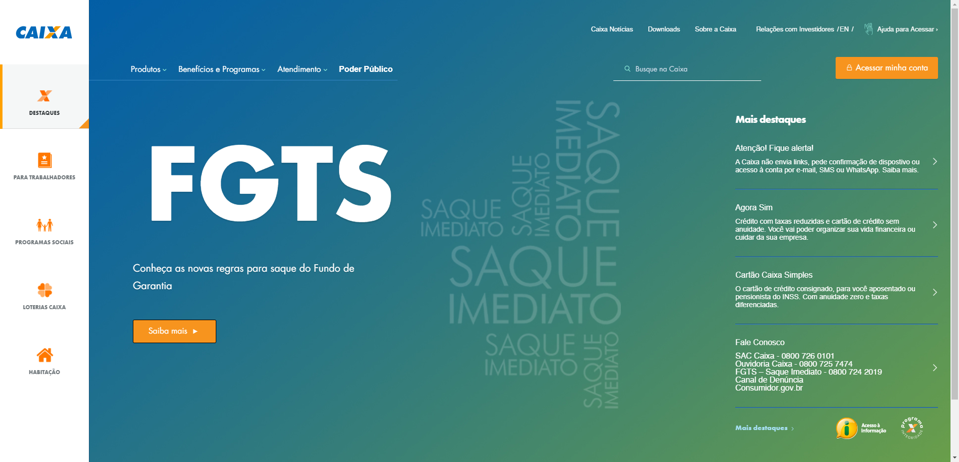 CAIXA
Caixa Notícias
Downloads
Sobre a Caixa
Relações com Investidores /EN /
Ajuda para Acessar ›
Produtos
Benefícios e Programas
Atendimento
Poder Público
Busque na Caixa
Acessar minha conta
DESTAQUES
PARA TRABALHADORES
PROGRAMAS SOCIAIS
LOTERIAS CAIXA
HABITAÇÃO
FGTS
Conheça as novas regras para saque do Fundo de
Garantia
Saiba mais ►
SAQUE
IMEDIATO
SAQUE
IMEDIATO
SAQUE
IMEDIATO
SAQUE
IMEDIATO
SAQUE
IMEDIATO
SAQUE
IMEDIATO
Mais destaques
Atenção! Fique alerta!
A Caixa não envia links, pede confirmação de dispostivo ou
acesso à conta por e-mail, SMS ou WhatsApp. Saiba mais.
Agora Sim
Crédito com taxas reduzidas e cartão de crédito sem
anuidade. Você vai poder organizar sua vida financeira ou
cuidar da sua empresa.
Cartão Caixa Simples
O cartão de crédito consignado, para você aposentado ou
pensionista do INSS. Com anuidade zero e taxas
diferenciadas.
Fale Conosco
SAC Caixa - 0800 726 0101
Ouvidoria Caixa - 0800 725 7474
FGTS – Saque Imediato - 0800 724 2019
Canal de Denúncia
Consumidor.gov.br
Mais destaques ›
Acesso à
Informação
programa